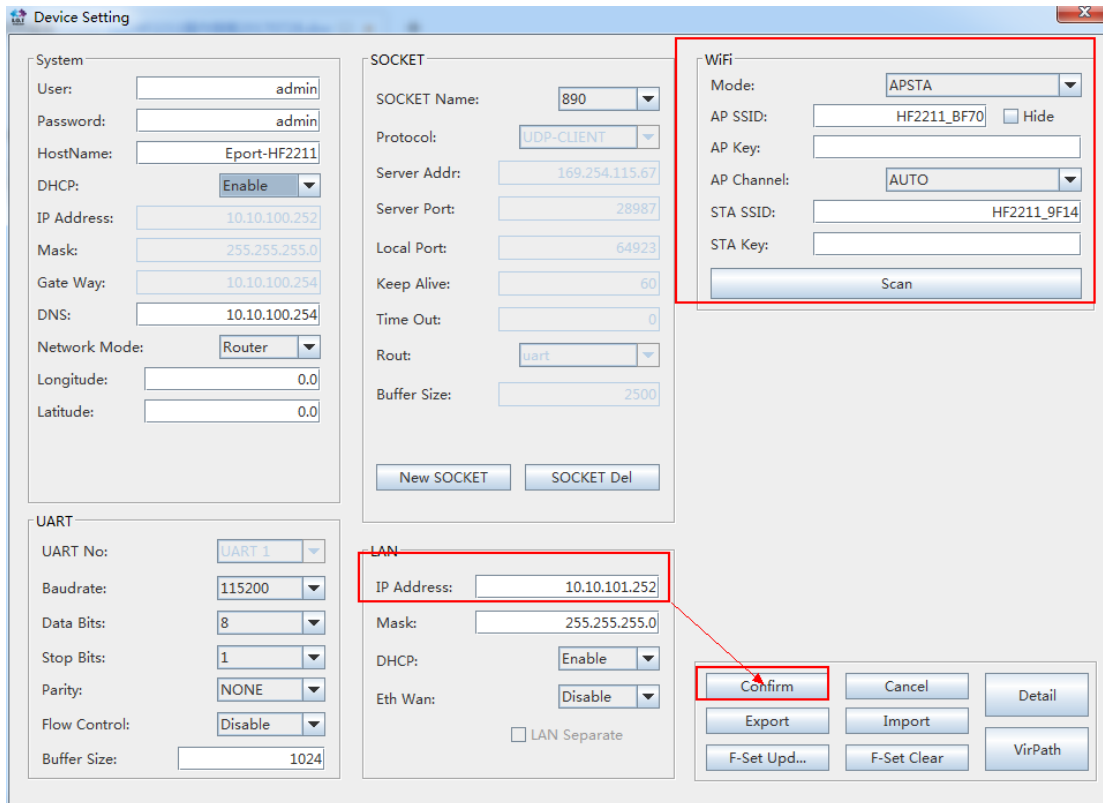 Device Setting
System
User: admin
Password: admin
HostName: Eport-HF2211
DHCP: Enable
IP Address: 10.10.100.252
Mask: 255.255.255.0
Gate Way: 10.10.100.254
DNS: 10.10.100.254
Network Mode: Router
Longitude: 0.0
Latitude: 0.0
UART
UART No: UART 1
Baudrate: 115200
Data Bits: 8
Stop Bits: 1
Parity: NONE
Flow Control: Disable
Buffer Size: 1024
SOCKET
SOCKET Name: 890
Protocol: UDP-CLIENT
Server Addr: 169.254.115.67
Server Port: 28987
Local Port: 64923
Keep Alive: 60
Time Out: 0
Rout: uart
Buffer Size: 2500
New SOCKET SOCKET Del
LAN
IP Address: 10.10.101.252
Mask: 255.255.255.0
DHCP: Enable
Eth Wan: Disable
LAN Separate
WiFi
Mode: APSTA
AP SSID: HF2211_BF70 Hide
AP Key:
AP Channel: AUTO
STA SSID: HF2211_9F14
STA Key:
Scan
Confirm Cancel Detail
Export Import
F-Set Upd... F-Set Clear VirPath